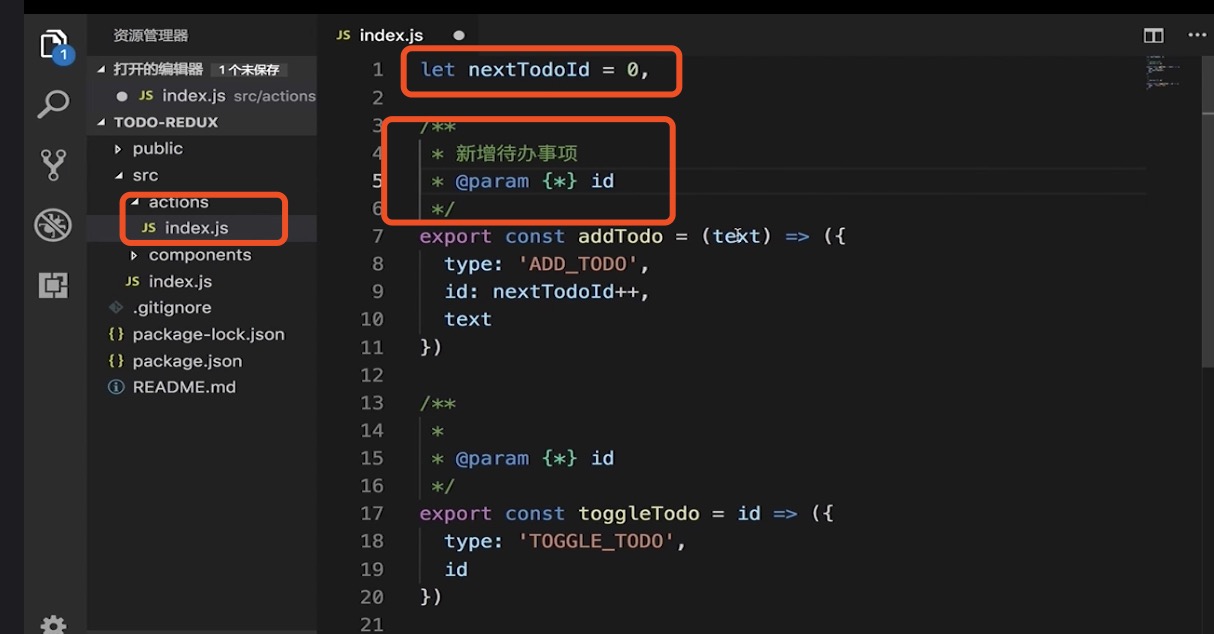 资源管理器
打开的编辑器 1 个未保存
JS index.js src/actions
TODO-REDUX
public
src
actions
JS index.js
components
JS index.js
.gitignore
{} package-lock.json
{} package.json
README.md
1
JS index.js
1 let nextTodoId = 0,
2
3 /**
4 * 新增待办事项
5 * @param {*} id
6 */
7 export const addTodo = (text) => ({
8 type: 'ADD_TODO',
9 id: nextTodoId++,
10 text
11 })
12
13 /**
14 *
15 * @param {*} id
16 */
17 export const toggleTodo = id => ({
18 type: 'TOGGLE_TODO',
19 id
20 })
21